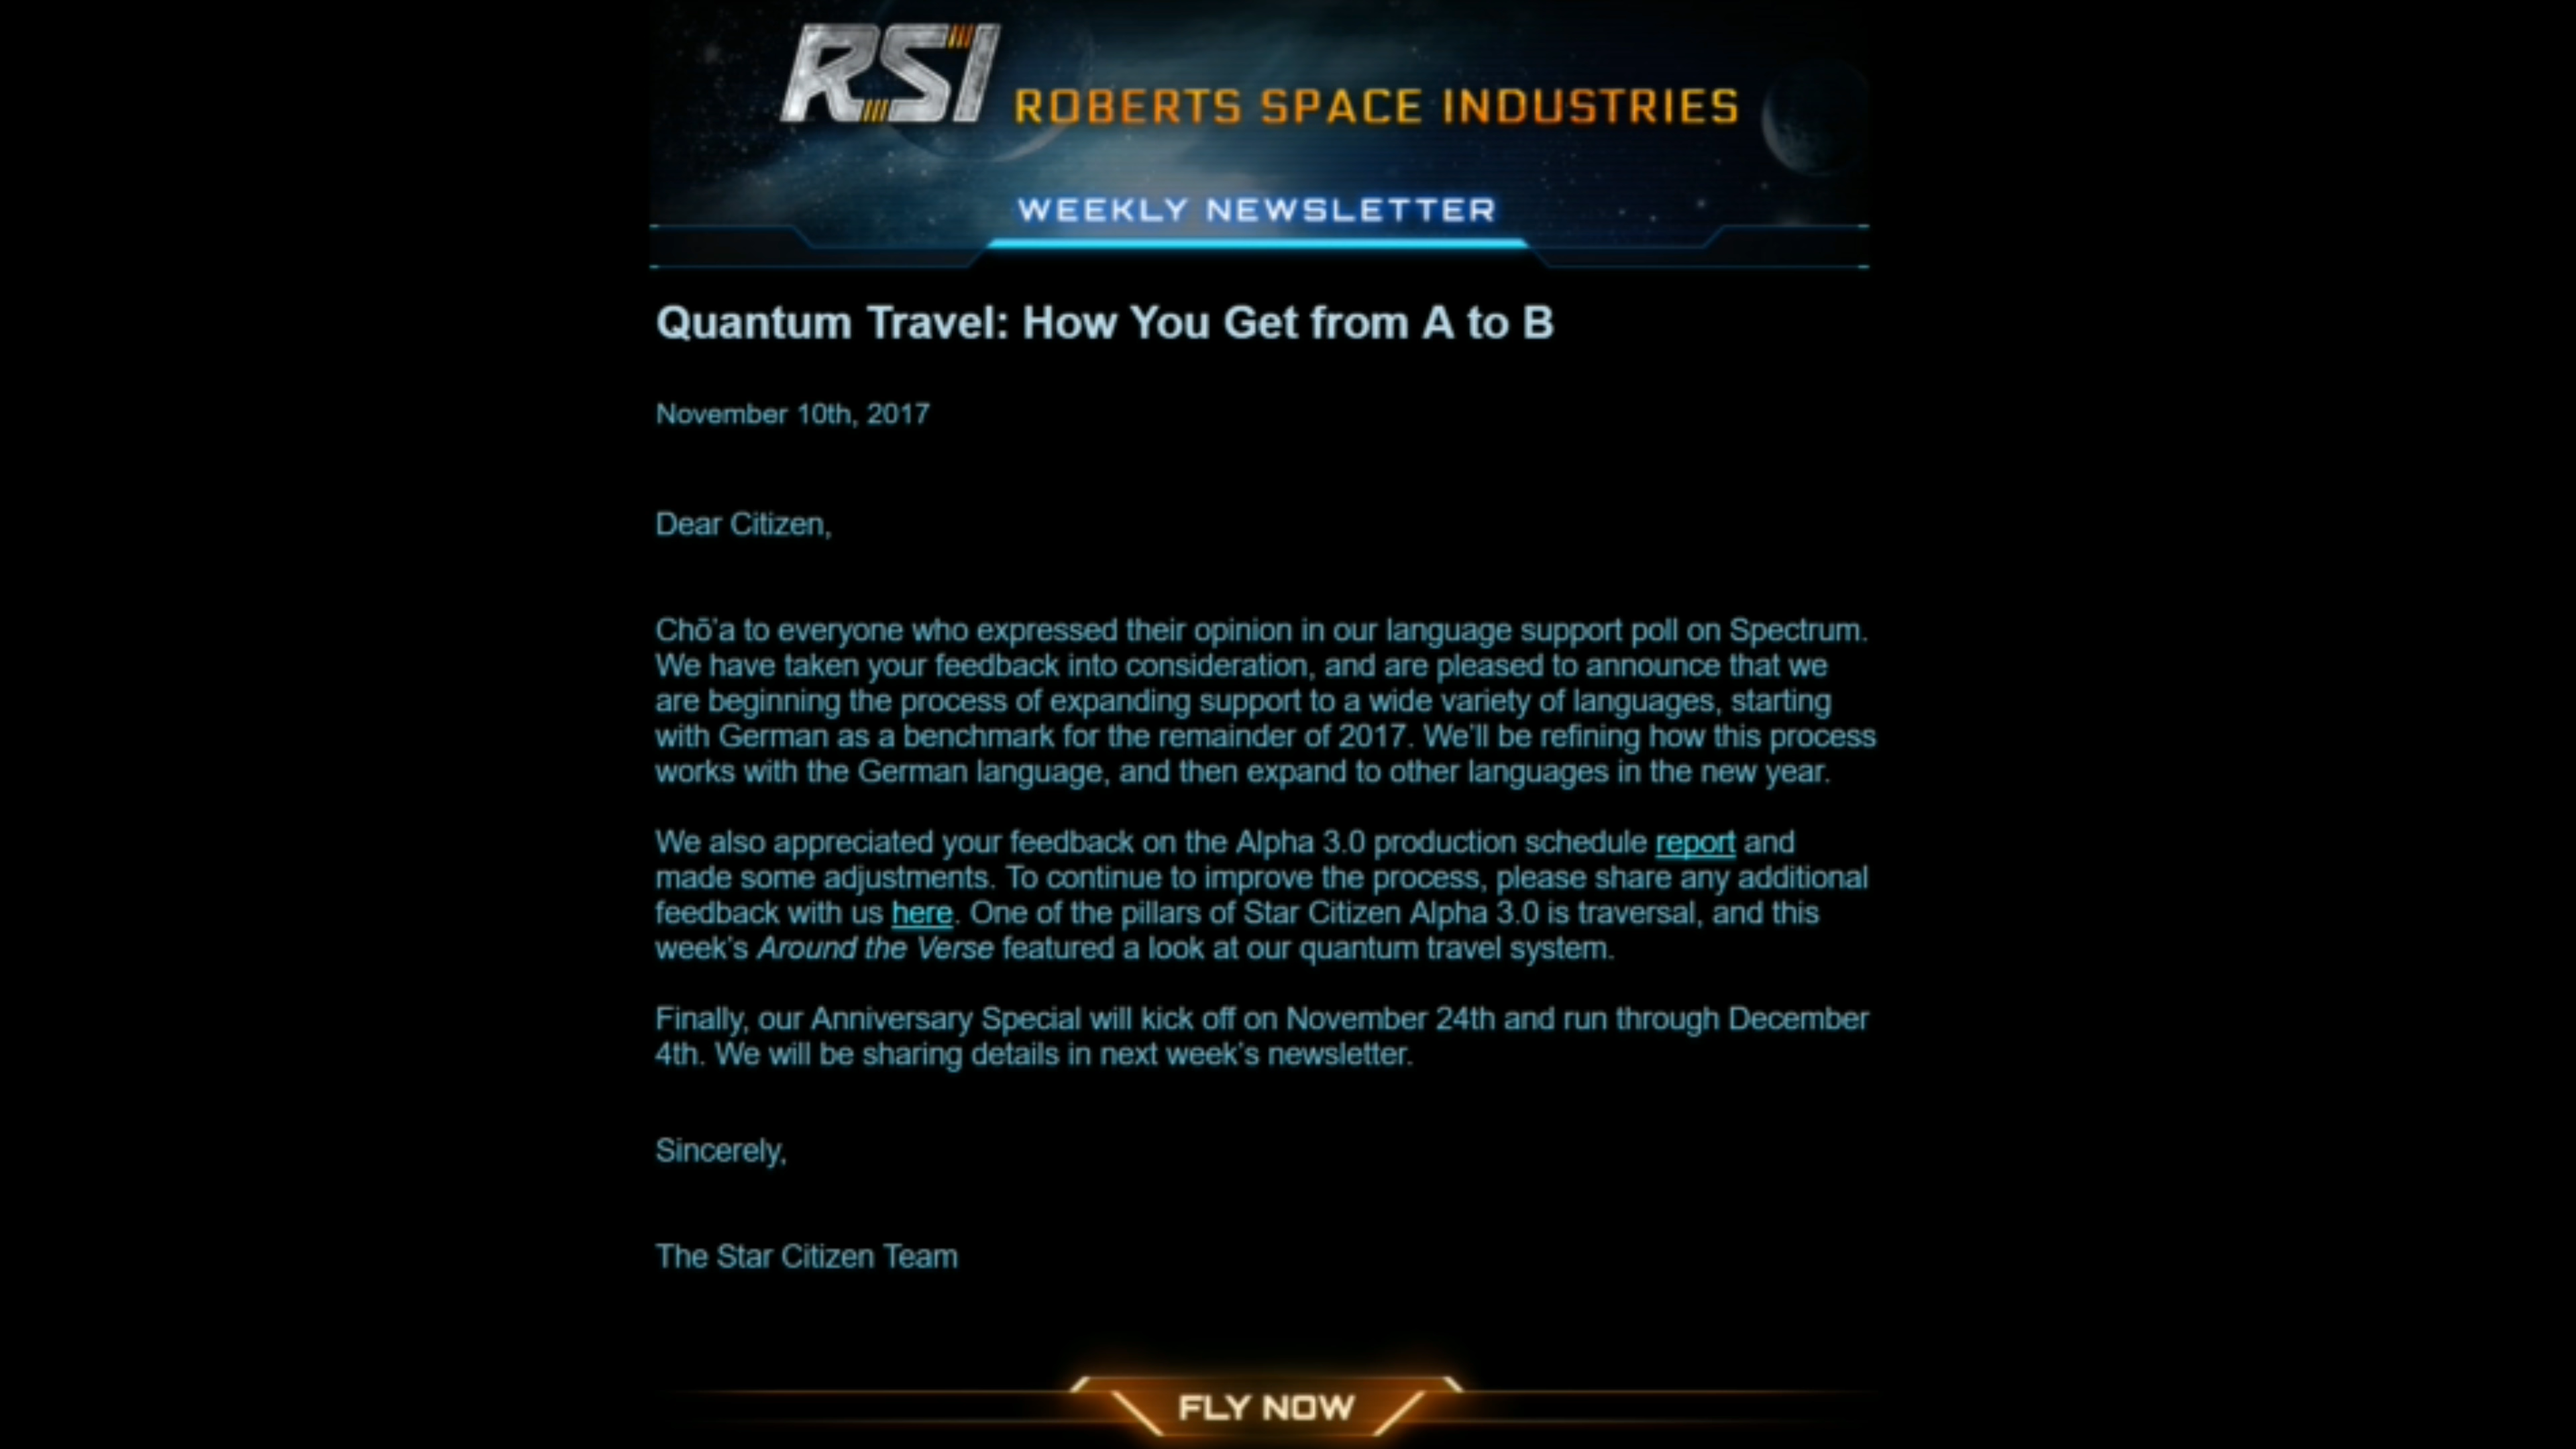 RSI ROBERTS SPACE INDUSTRIES
WEEKLY NEWSLETTER
Quantum Travel: How You Get from A to B
November 10th, 2017
Dear Citizen,
Chō’a to everyone who expressed their opinion in our language support poll on Spectrum.
We have taken your feedback into consideration, and are pleased to announce that we
are beginning the process of expanding support to a wide variety of languages, starting
with German as a benchmark for the remainder of 2017. We’ll be refining how this process
works with the German language, and then expand to other languages in the new year.
We also appreciated your feedback on the Alpha 3.0 production schedule report and
made some adjustments. To continue to improve the process, please share any additional
feedback with us here. One of the pillars of Star Citizen Alpha 3.0 is traversal, and this
week’s Around the Verse featured a look at our quantum travel system.
Finally, our Anniversary Special will kick off on November 24th and run through December
4th. We will be sharing details in next week’s newsletter.
Sincerely,
The Star Citizen Team
FLY NOW